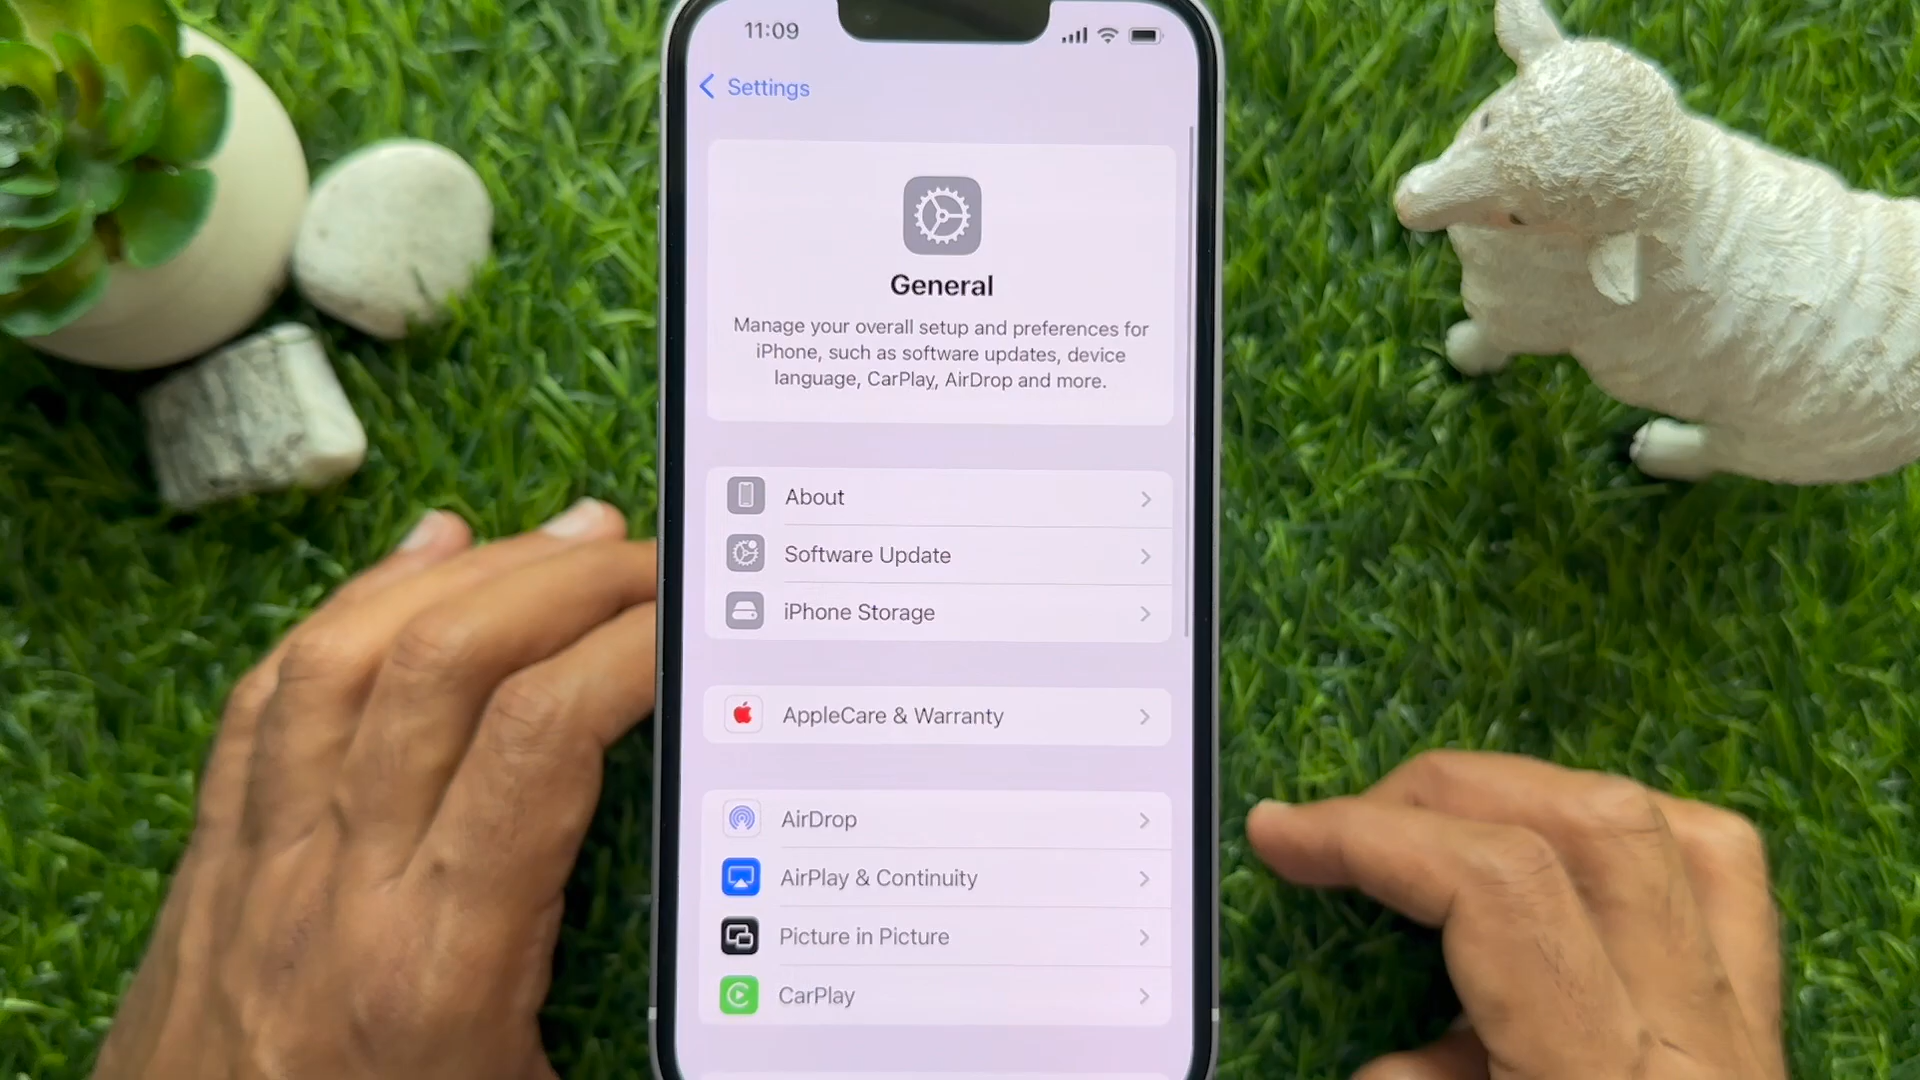 11:09
Settings
General
Manage your overall setup and preferences for
iPhone, such as software updates, device
language, CarPlay, AirDrop and more.
About
Software Update
iPhone Storage
AppleCare & Warranty
AirDrop
AirPlay & Continuity
Picture in Picture
CarPlay